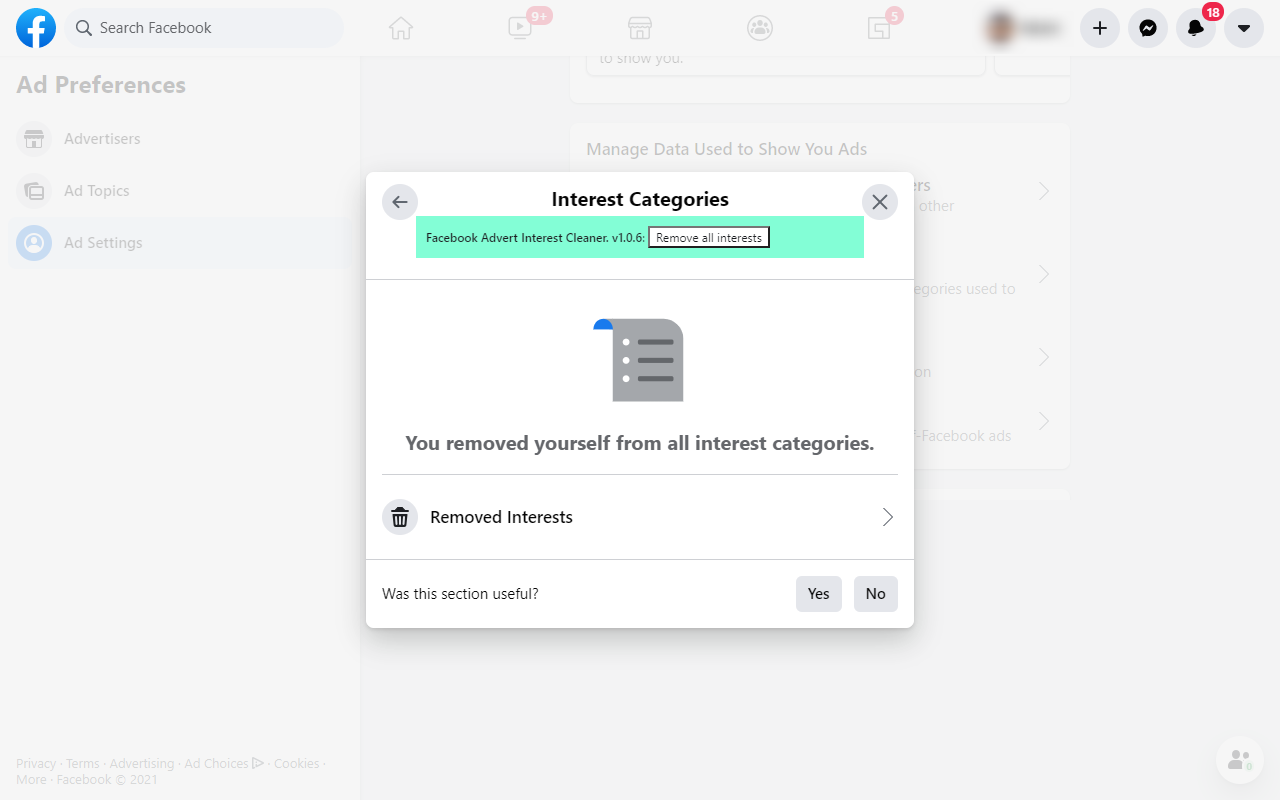 Search Facebook
9+
5
18
Ad Preferences
Advertisers
Ad Topics
Ad Settings
to show you.
Manage Data Used to Show You Ads
rs
other
egories used to
on
f-Facebook ads
Interest Categories
Facebook Advert Interest Cleaner. v1.0.6: Remove all interests
You removed yourself from all interest categories.
Removed Interests
Was this section useful?
Yes
No
Privacy · Terms · Advertising · Ad Choices · Cookies ·
More · Facebook © 2021